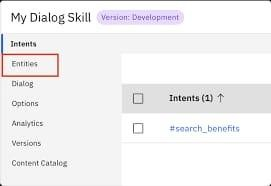 My Dialog Skill Version: Development
Intents
Entities
Dialog
Options
Analytics
Versions
Content Catalog
Intents (1) ↑
#search_benefits